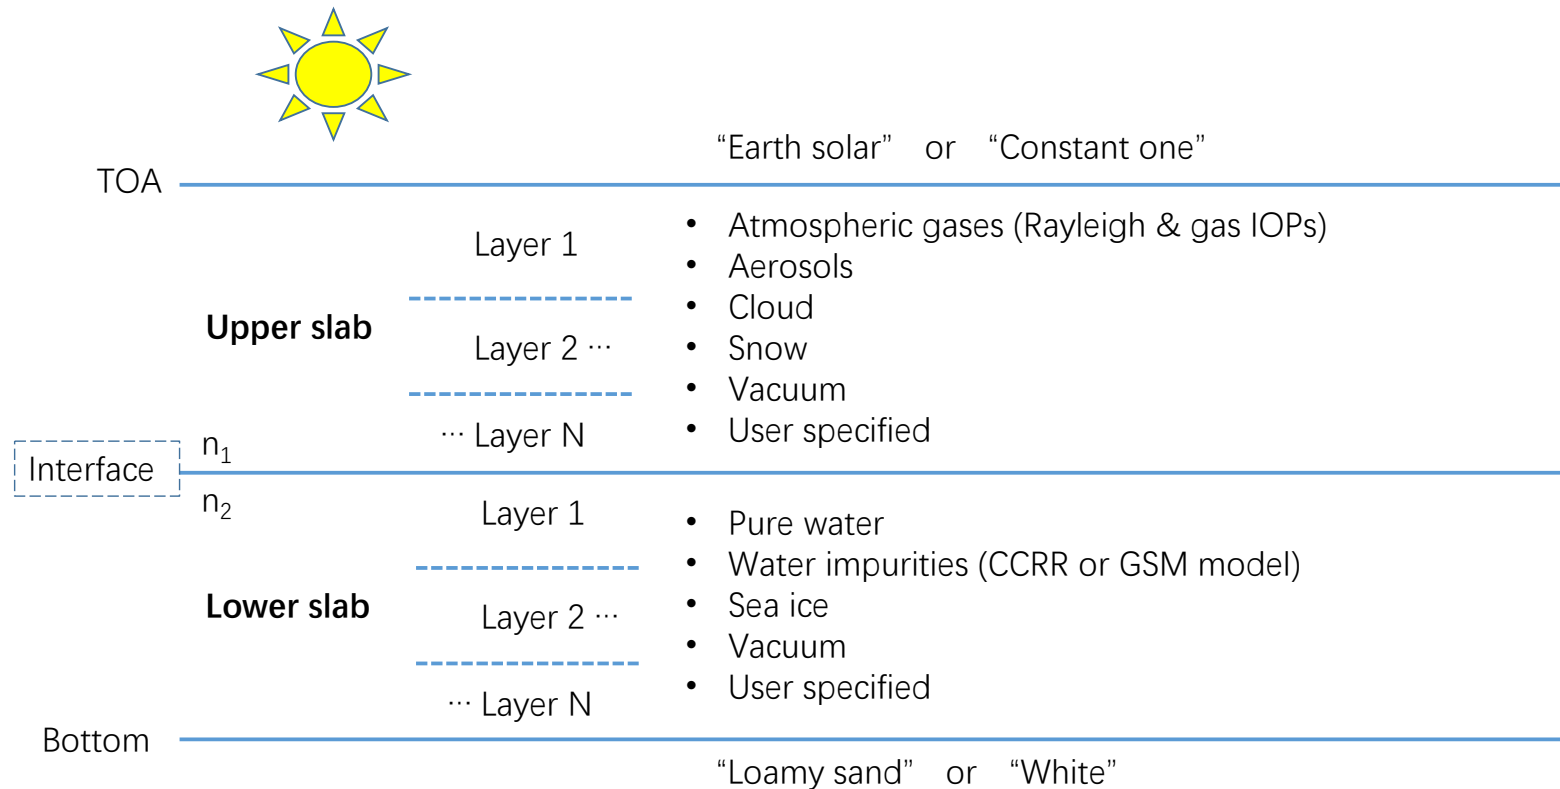 “Earth solar” or “Constant one”
TOA
Layer 1
Upper slab
Layer 2 ...
... Layer N
• Atmospheric gases (Rayleigh & gas IOPs)
• Aerosols
• Cloud
• Snow
• Vacuum
• User specified
n₁
Interface
n₂
Layer 1
Lower slab
Layer 2 ...
... Layer N
• Pure water
• Water impurities (CCRR or GSM model)
• Sea ice
• Vacuum
• User specified
Bottom
“Loamy sand” or “White”